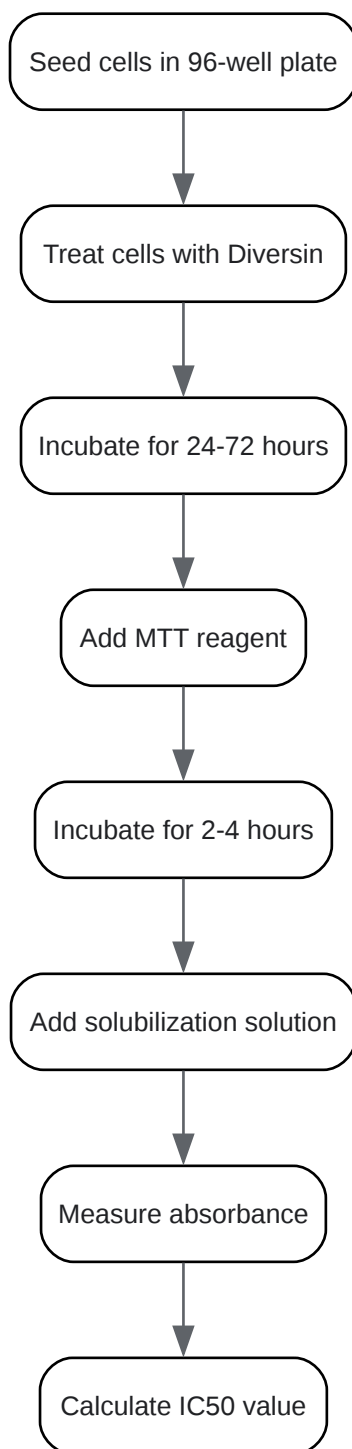 Seed cells in 96-well plate
Treat cells with Diversin
Incubate for 24-72 hours
Add MTT reagent
Incubate for 2-4 hours
Add solubilization solution
Measure absorbance
Calculate IC50 value